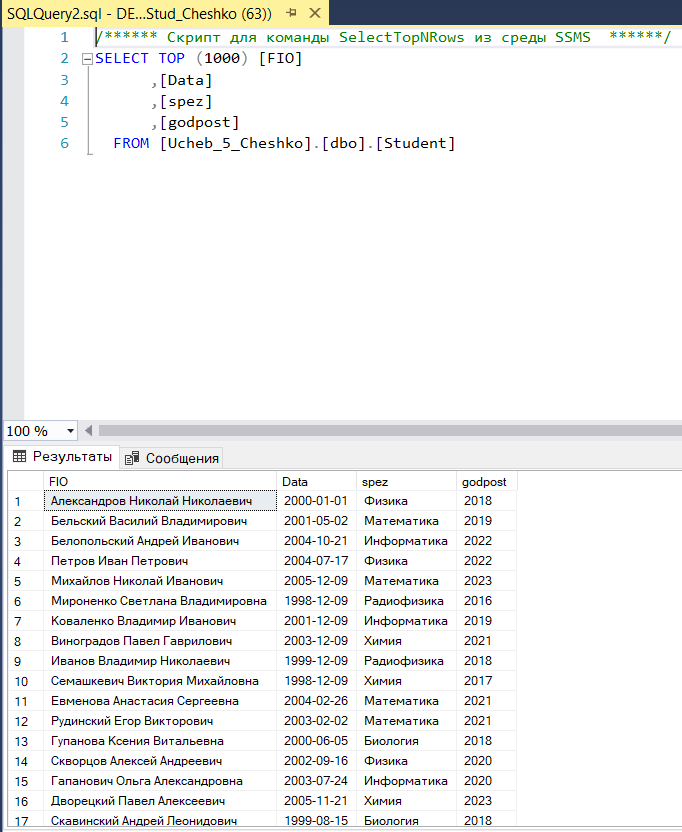 SQLQuery2.sql - DE...Stud_Cheshko (63))
1 /****** Скрипт для команды SelectTopNRows из среды SSMS ******/
2 SELECT TOP (1000) [FIO]
3 ,[Data]
4 ,[spez]
5 ,[godpost]
6 FROM [Ucheb_5_Cheshko].[dbo].[Student]
100 %
Результаты Сообщения
FIO Data spez godpost
1 Александров Николай Николаевич 2000-01-01 Физика 2018
2 Бельский Василий Владимирович 2001-05-02 Математика 2019
3 Белопольский Андрей Иванович 2004-10-21 Информатика 2022
4 Петров Иван Петрович 2004-07-17 Физика 2022
5 Михайлов Николай Иванович 2005-12-09 Математика 2023
6 Мироненко Светлана Владимировна 1998-12-09 Радиофизика 2016
7 Коваленко Владимир Иванович 2001-12-09 Информатика 2019
8 Виноградов Павел Гаврилович 2003-12-09 Химия 2021
9 Иванов Владимир Николаевич 1999-12-09 Радиофизика 2018
10 Семашкевич Виктория Михайловна 1998-12-09 Химия 2017
11 Евменова Анастасия Сергеевна 2004-02-26 Математика 2021
12 Рудинский Егор Викторович 2003-02-02 Математика 2021
13 Гупанова Ксения Витальевна 2000-06-05 Биология 2018
14 Скворцов Алексей Андреевич 2002-09-16 Физика 2020
15 Гапанович Ольга Александровна 2003-07-24 Информатика 2020
16 Дворецкий Павел Алексеевич 2005-11-21 Химия 2023
17 Скавинский Андрей Леонидович 1999-08-15 Биология 2018